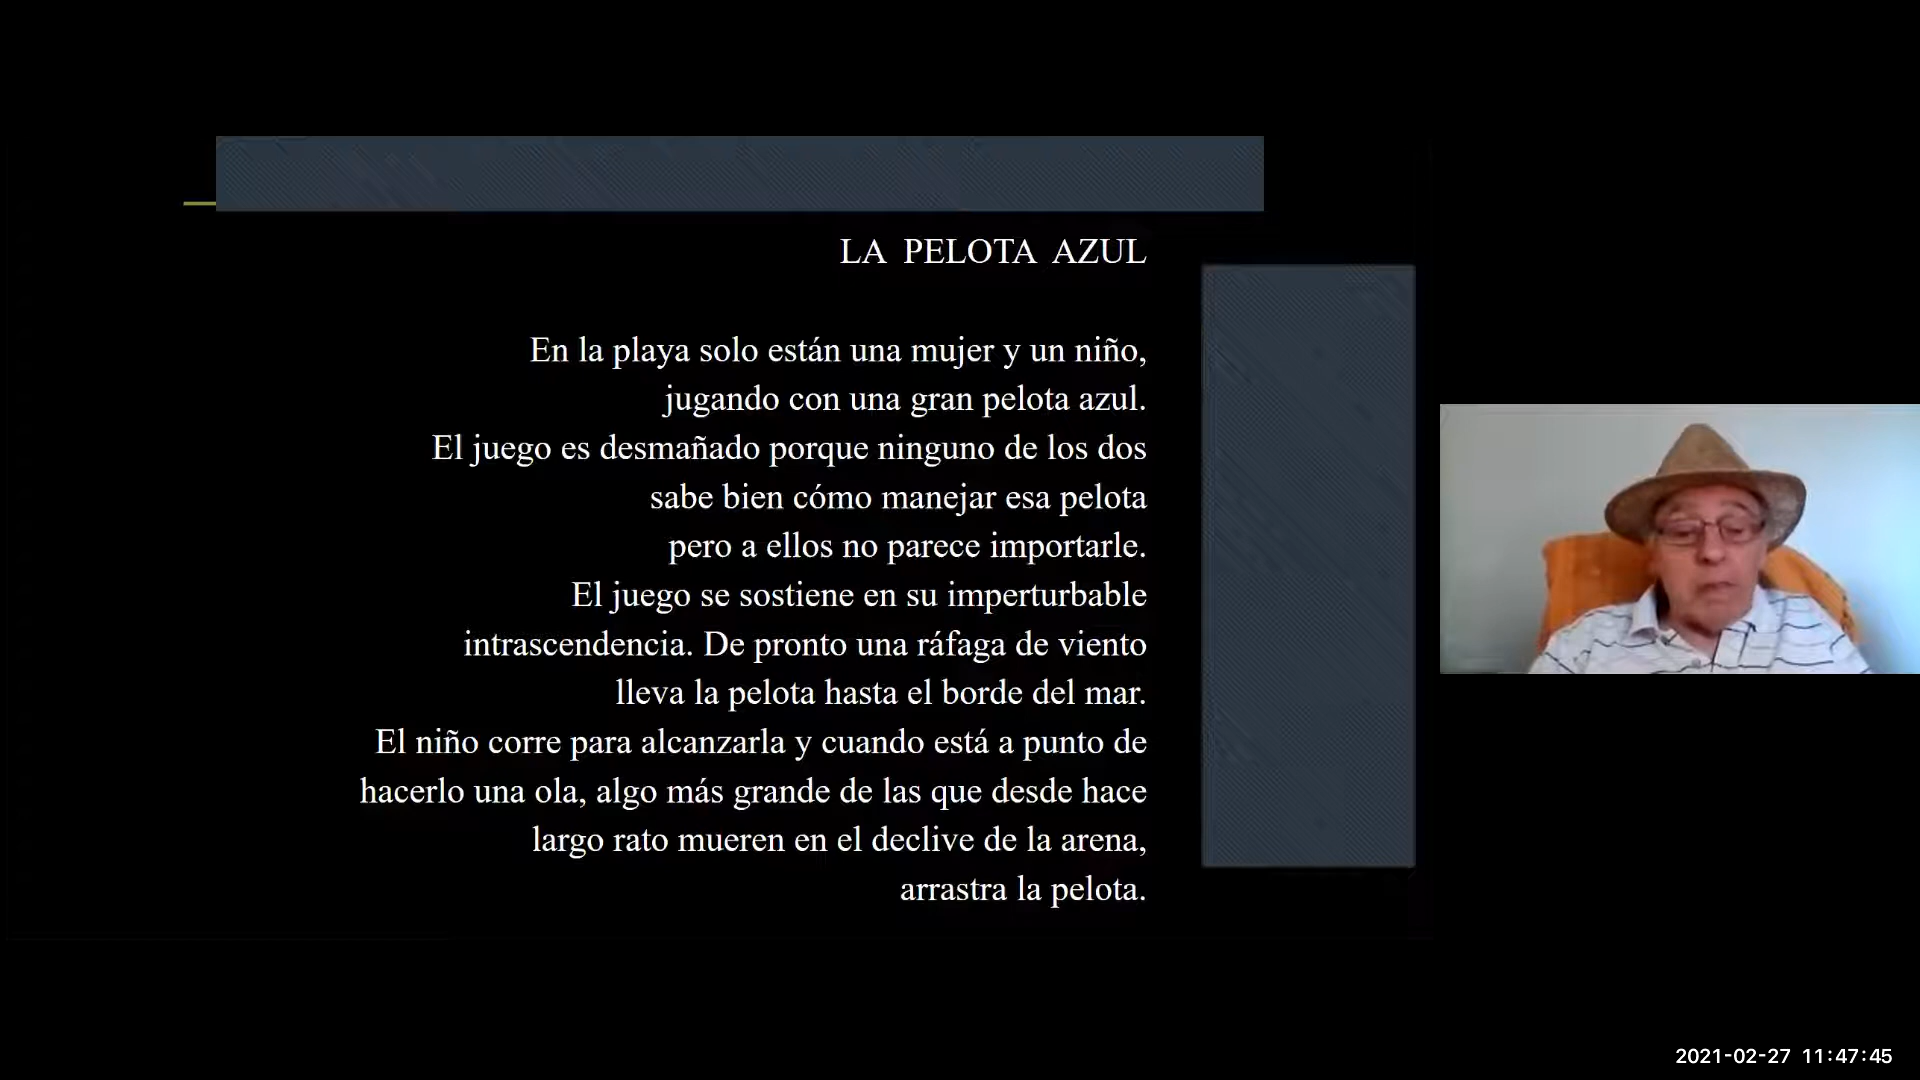 LA PELOTA AZUL
En la playa solo están una mujer y un niño,
jugando con una gran pelota azul.
El juego es desmañado porque ninguno de los dos
sabe bien cómo manejar esa pelota
pero a ellos no parece importarle.
El juego se sostiene en su imperturbable
intrascendencia. De pronto una ráfaga de viento
lleva la pelota hasta el borde del mar.
El niño corre para alcanzarla y cuando está a punto de
hacerlo una ola, algo más grande de las que desde hace
largo rato mueren en el declive de la arena,
arrastra la pelota.
2021-02-27 11:47:45